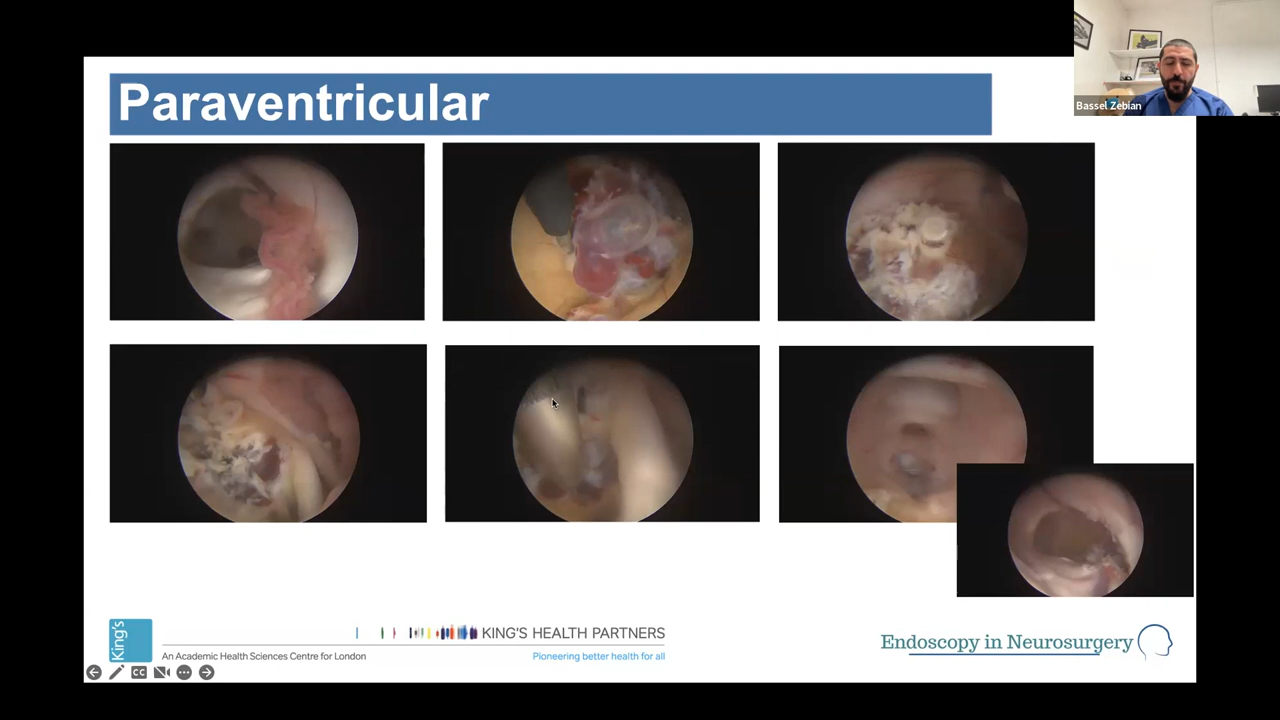 Paraventricular
Bassel Zebian
King's
KING'S HEALTH PARTNERS
An Academic Health Sciences Centre for London
Pioneering better health for all
Endoscopy in Neurosurgery
CC